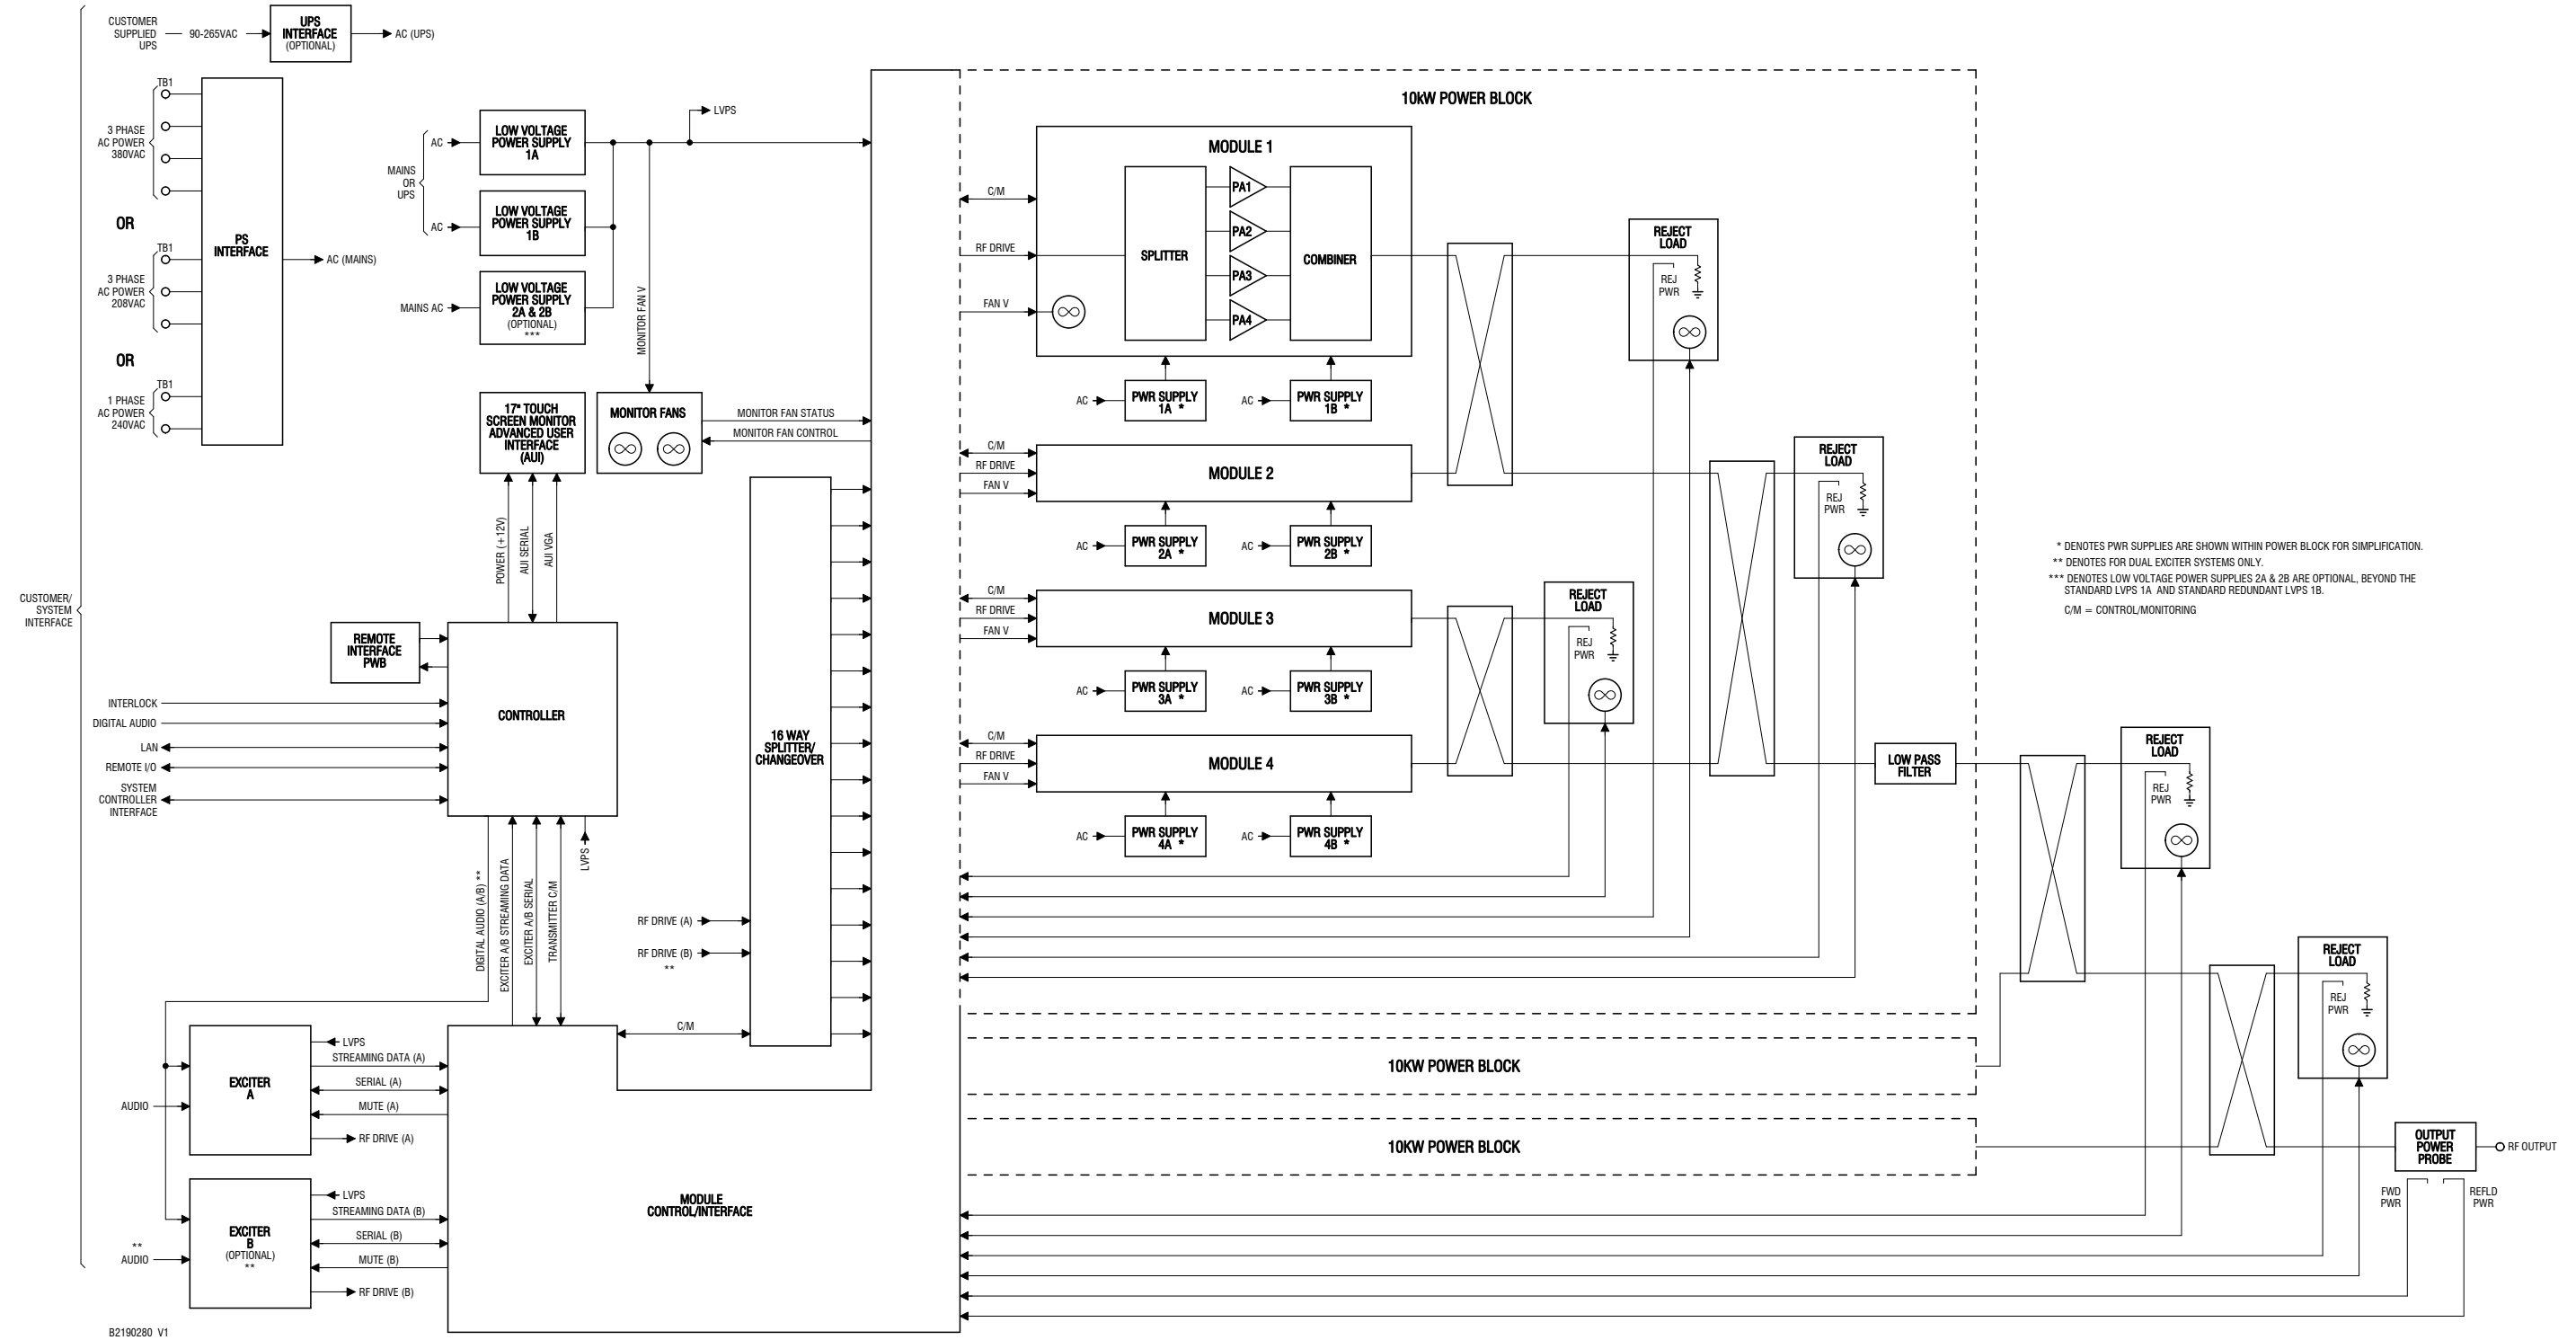 CUSTOMER
SUPPLIED
UPS
90-265VAC
UPS
INTERFACE
(OPTIONAL)
AC (UPS)
TB1
3 PHASE
AC POWER
380VAC
OR
TB1
3 PHASE
AC POWER
208VAC
OR
TB1
1 PHASE
AC POWER
240VAC
PS
INTERFACE
AC (MAINS)
MAINS
OR
UPS
AC
LOW VOLTAGE
POWER SUPPLY
1A
AC
LOW VOLTAGE
POWER SUPPLY
1B
MAINS AC
LOW VOLTAGE
POWER SUPPLY
2A & 2B
(OPTIONAL)
***
LVPS
MONITOR FAN V
17" TOUCH
SCREEN MONITOR
ADVANCED USER
INTERFACE
(AUI)
MONITOR FANS
MONITOR FAN STATUS
MONITOR FAN CONTROL
POWER (+12V)
AUI SERIAL
AUI VGA
CUSTOMER/
SYSTEM
INTERFACE
REMOTE
INTERFACE
PWB
CONTROLLER
INTERLOCK
DIGITAL AUDIO
LAN
REMOTE I/O
SYSTEM
CONTROLLER
INTERFACE
DIGITAL AUDIO (A/B) **
EXCITER A/B STREAMING DATA
EXCITER A/B SERIAL
TRANSMITTER C/M
LVPS
16 WAY
SPLITTER/
CHANGEOVER
RF DRIVE (A)
RF DRIVE (B)
**
C/M
AUDIO
EXCITER
A
LVPS
STREAMING DATA (A)
SERIAL (A)
MUTE (A)
RF DRIVE (A)
**
AUDIO
EXCITER
B
(OPTIONAL)
**
LVPS
STREAMING DATA (B)
SERIAL (B)
MUTE (B)
RF DRIVE (B)
MODULE
CONTROL/INTERFACE
10kW POWER BLOCK
C/M
RF DRIVE
FAN V
MODULE 1
SPLITTER
PA1
PA2
PA3
PA4
COMBINER
AC
PWR SUPPLY
1A *
AC
PWR SUPPLY
1B *
REJECT
LOAD
REJ
PWR
C/M
RF DRIVE
FAN V
MODULE 2
AC
PWR SUPPLY
2A *
AC
PWR SUPPLY
2B *
REJECT
LOAD
REJ
PWR
C/M
RF DRIVE
FAN V
MODULE 3
AC
PWR SUPPLY
3A *
AC
PWR SUPPLY
3B *
REJECT
LOAD
REJ
PWR
C/M
RF DRIVE
FAN V
MODULE 4
AC
PWR SUPPLY
4A *
AC
PWR SUPPLY
4B *
LOW PASS
FILTER
REJECT
LOAD
REJ
PWR
REJECT
LOAD
REJ
PWR
10KW POWER BLOCK
10KW POWER BLOCK
OUTPUT
POWER
PROBE
RF OUTPUT
FWD
PWR
REFLD
PWR
* DENOTES PWR SUPPLIES ARE SHOWN WITHIN POWER BLOCK FOR SIMPLIFICATION.
** DENOTES FOR DUAL EXCITER SYSTEMS ONLY.
*** DENOTES LOW VOLTAGE POWER SUPPLIES 2A & 2B ARE OPTIONAL, BEYOND THE
STANDARD LVPS 1A AND STANDARD REDUNDANT LVPS 1B.
C/M = CONTROL/MONITORING
B2190280 V1